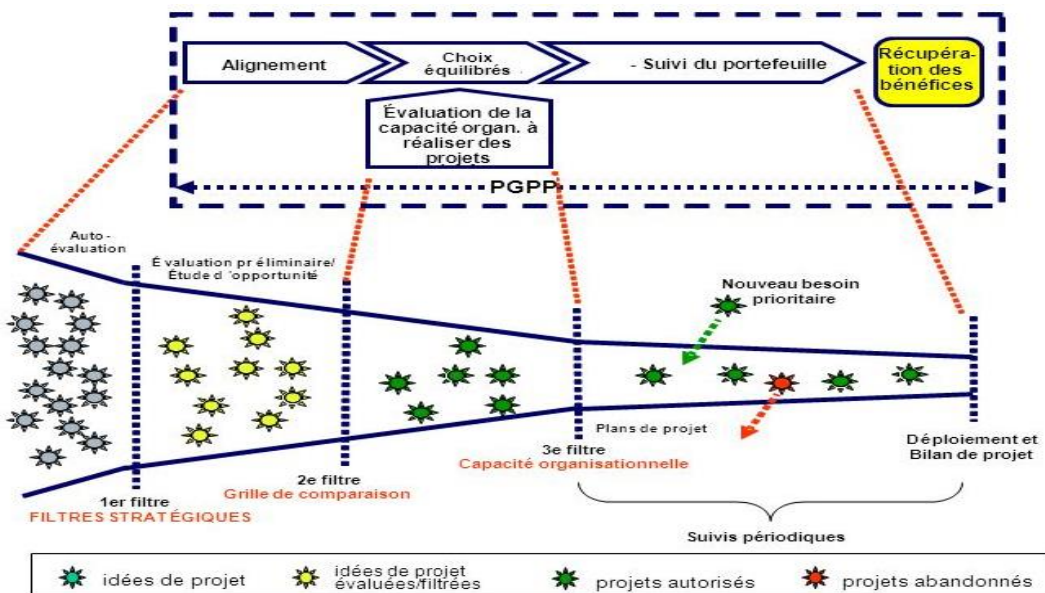 Alignement
Choix
équilibrés -
- Suivi du portefeuille
Récupéra-
tion des
bénéfices
Évaluation de la
capacité organ. à
réaliser des
projets
PGPP
Auto-
évaluation
Évaluation préliminaire/
Étude d'opportunité
Nouveau besoin
prioritaire
Plans de projet
1er filtre
FILTRES STRATÉGIQUES
2e filtre
Grille de comparaison
3e filtre
Capacité organisationnelle
Déploiement et
Bilan de projet
Suivis périodiques
idées de projet
idées de projet
évaluées/filtrées
projets autorisés
projets abandonnés